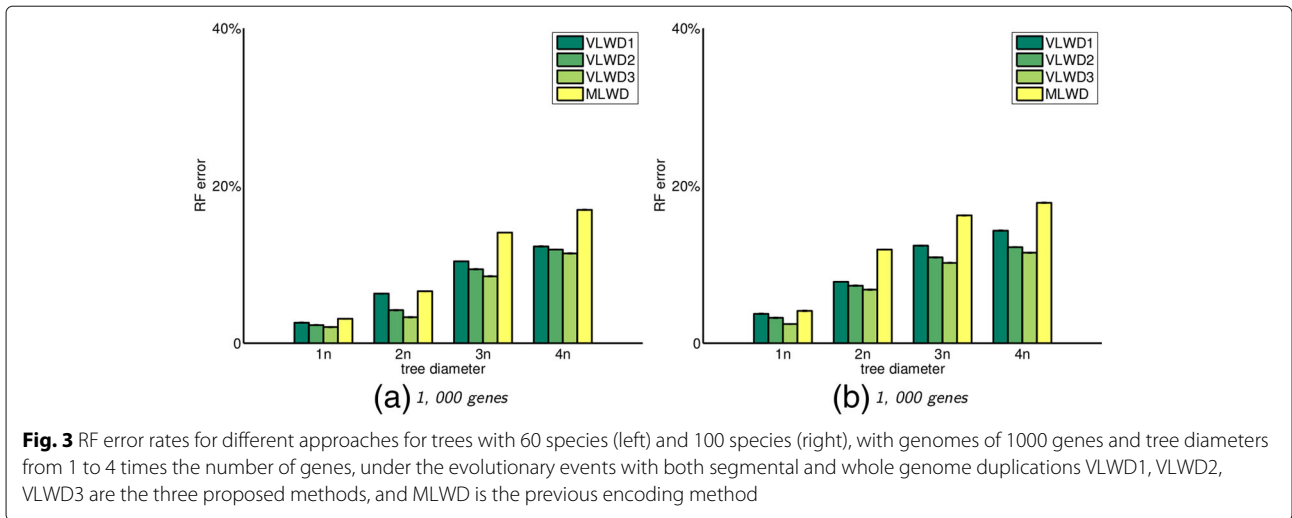 40%
20%
0
RF error
VLWD1
VLWD2
VLWD3
MLWD
1n 2n 3n 4n
tree diameter
(a) 1, 000 genes
40%
20%
0
RF error
VLWD1
VLWD2
VLWD3
MLWD
1n 2n 3n 4n
tree diameter
(b) 1, 000 genes
Fig. 3 RF error rates for different approaches for trees with 60 species (left) and 100 species (right), with genomes of 1000 genes and tree diameters
from 1 to 4 times the number of genes, under the evolutionary events with both segmental and whole genome duplications VLWD1, VLWD2,
VLWD3 are the three proposed methods, and MLWD is the previous encoding method